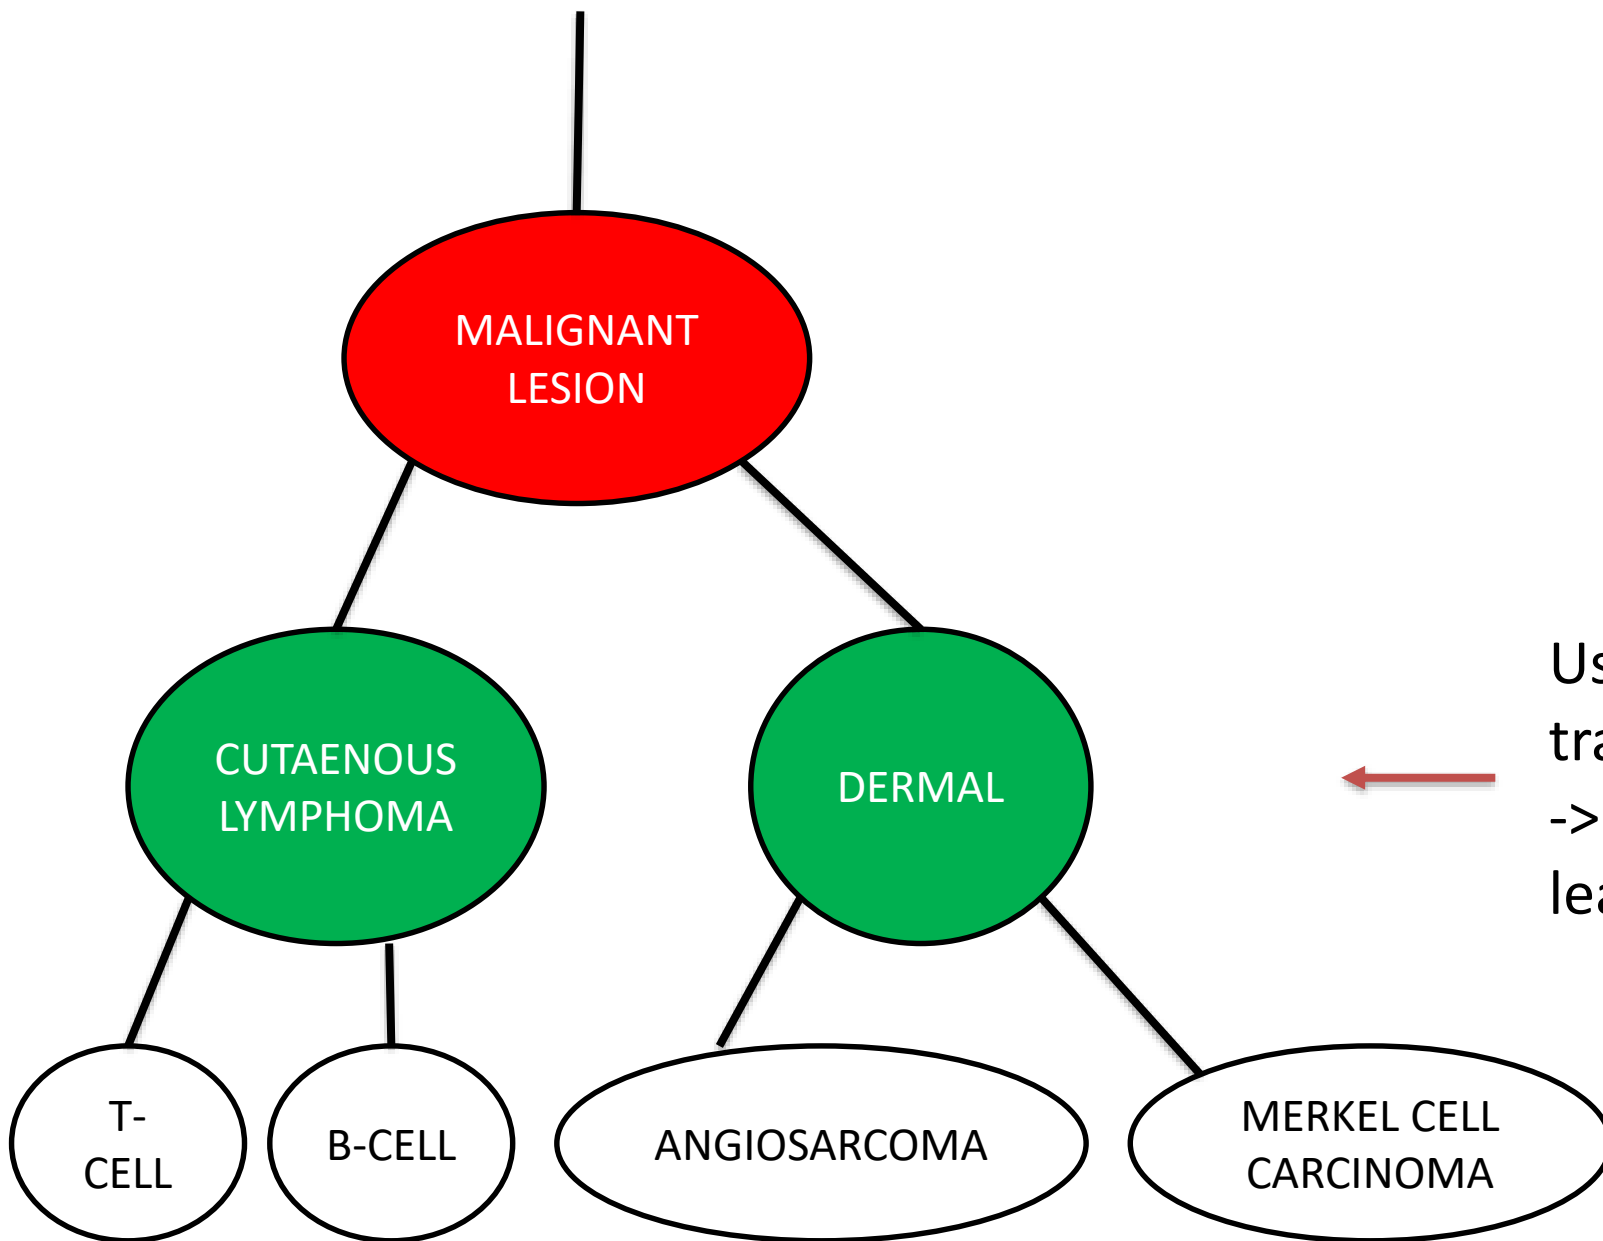 MALIGNANT
LESION
CUTAENOUS
LYMPHOMA
DERMAL
->
T-
CELL
B-CELL
ANGIOSARCOMA
MERKEL CELL
CARCINOMA